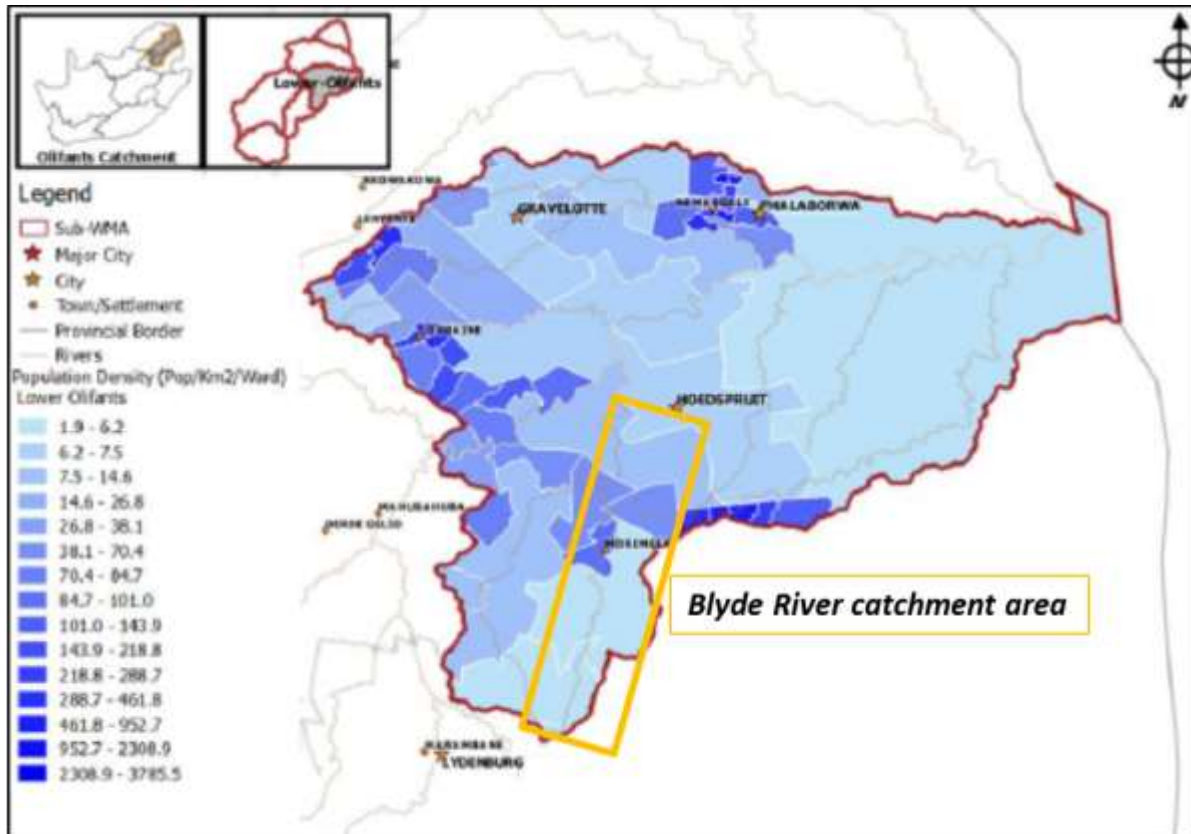 Olifants Catchment
Lower-Olifants
N
Legend
Sub-WMA
Major City
City
Town/Settlement
Provincial Border
Rivers
Population Density (Pop/Km2/Ward)
Lower Olifants
1.9 - 6.2
6.2 - 7.5
7.5 - 14.6
14.6 - 26.8
26.8 - 38.1
38.1 - 70.4
70.4 - 84.7
84.7 - 101.0
101.0 - 143.9
143.9 - 218.8
218.8 - 288.7
288.7 - 461.8
461.8 - 952.7
952.7 - 2308.9
2308.9 - 3785.5
GRAVELOTTE
PHALABORWA
HOEDSPRUIT
Blyde River catchment area
LYDENBURG